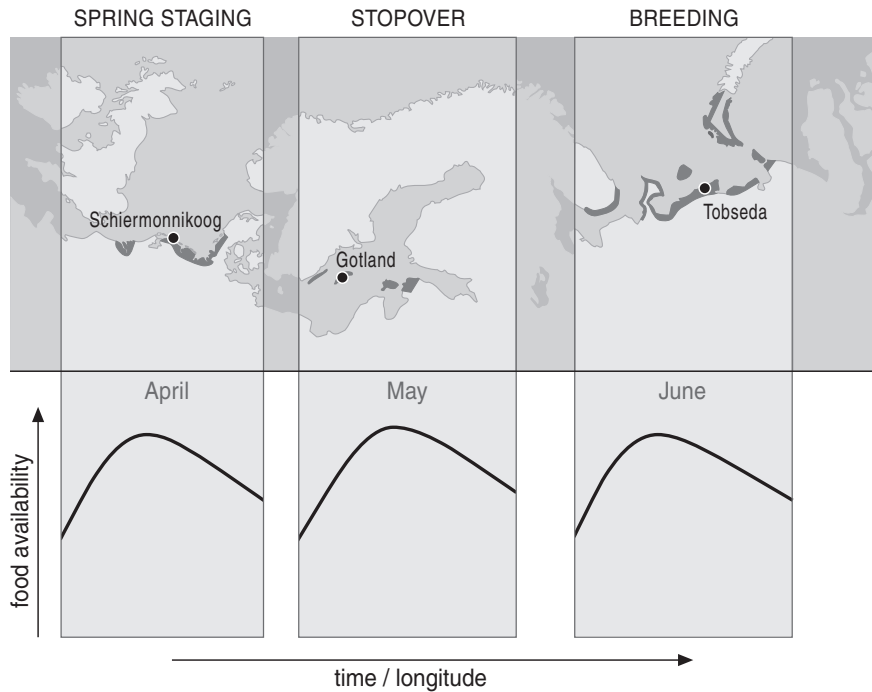 SPRING STAGING
STOPOVER
BREEDING
Schiermonnikoog
Gotland
Tobseda
April
May
June
food availability
time / longitude